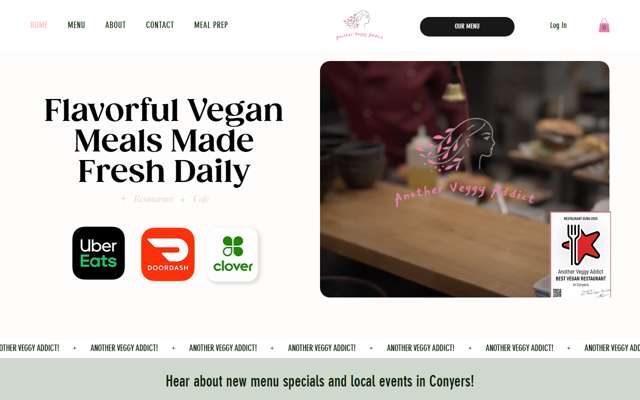 HOME
MENU
ABOUT
CONTACT
MEAL PREP
Another Veggy Addict
OUR MENU
Log In
Flavorful Vegan
Meals Made
Fresh Daily
+ Restaurant + Cafe
Uber
Eats
DOORDASH
clover
Another Veggy Addict
RESTAURANT GURU 2023
Another Veggy Addict
BEST VEGAN RESTAURANT
in Conyers
ANOTHER VEGGY ADDICT! + ANOTHER VEGGY ADDICT! + ANOTHER VEGGY ADDICT! + ANOTHER VEGGY ADDICT! + ANOTHER VEGGY ADDICT! + ANOTHER VEGGY ADDICT! + ANOTHER VEGGY ADD
Hear about new menu specials and local events in Conyers!